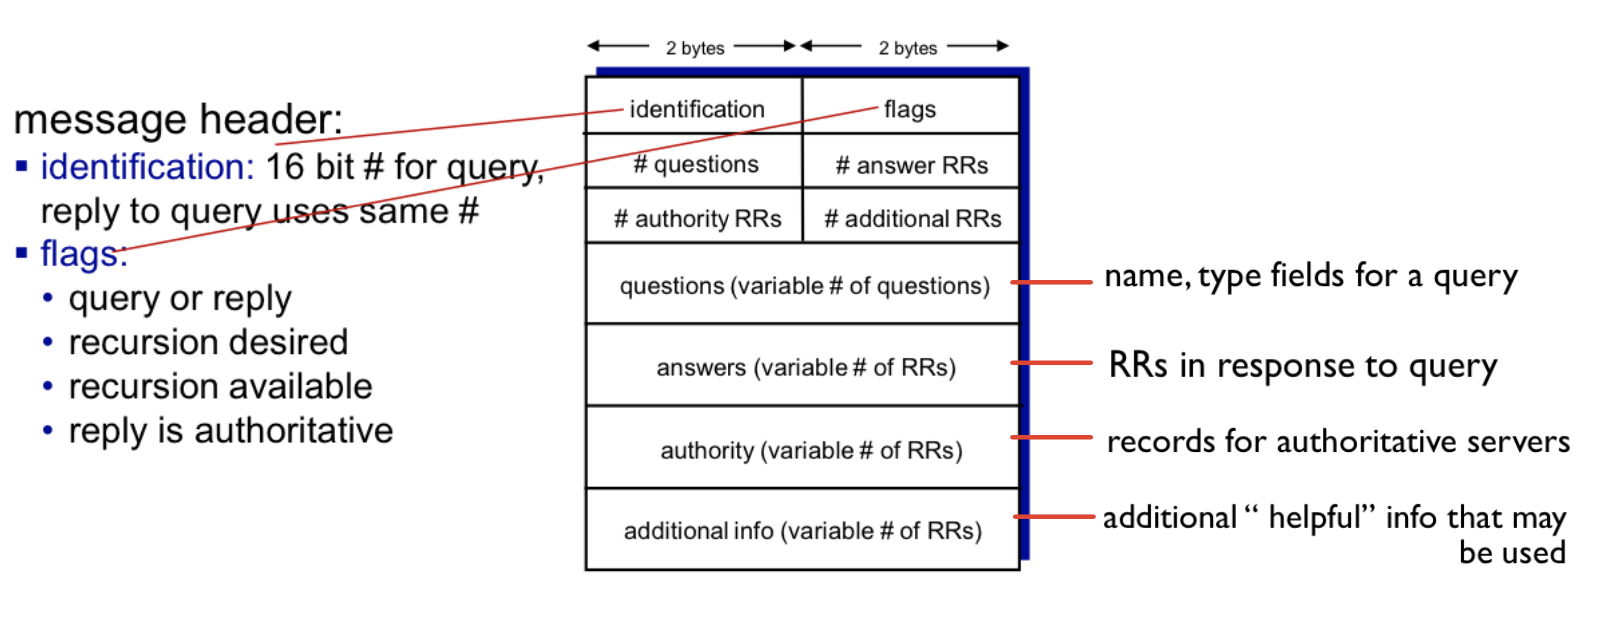 2 bytes 2 bytes
message header:
▪ identification: 16 bit # for query,
reply to query uses same #
▪ flags:
• query or reply
• recursion desired
• recursion available
• reply is authoritative
identification flags
# questions # answer RRs
# authority RRs # additional RRs
questions (variable # of questions)
answers (variable # of RRs)
authority (variable # of RRs)
additional info (variable # of RRs)
name, type fields for a query
RRs in response to query
records for authoritative servers
additional “ helpful” info that may
be used